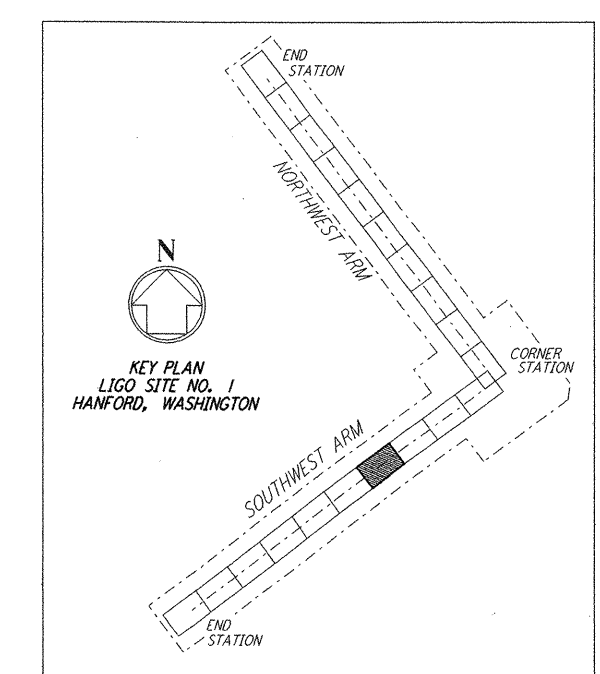 END
STATION
NORTHWEST ARM
N
KEY PLAN
LIGO SITE NO. 1
HANFORD, WASHINGTON
CORNER
STATION
SOUTHWEST ARM
END
STATION